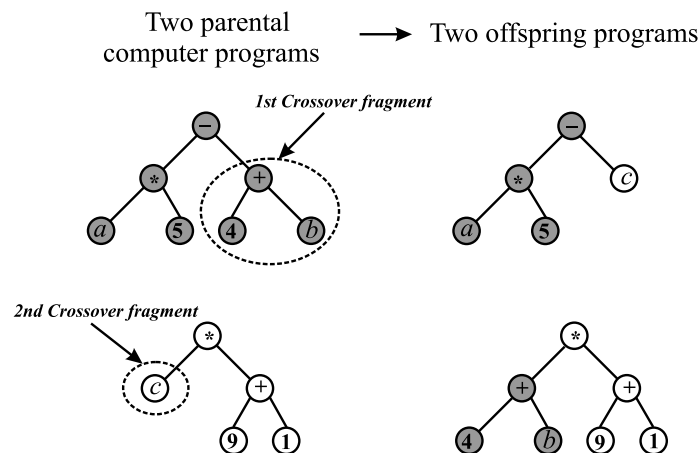 Two parental
computer programs
Two offspring programs
1st Crossover fragment
−
−
*
+
*
c
a
5
4
b
a
5
2nd Crossover fragment
*
*
c
+
+
+
9
1
4
b
9
1